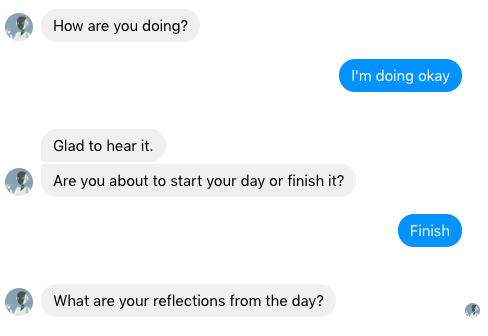 How are you doing?
I'm doing okay
Glad to hear it.
Are you about to start your day or finish it?
Finish
What are your reflections from the day?